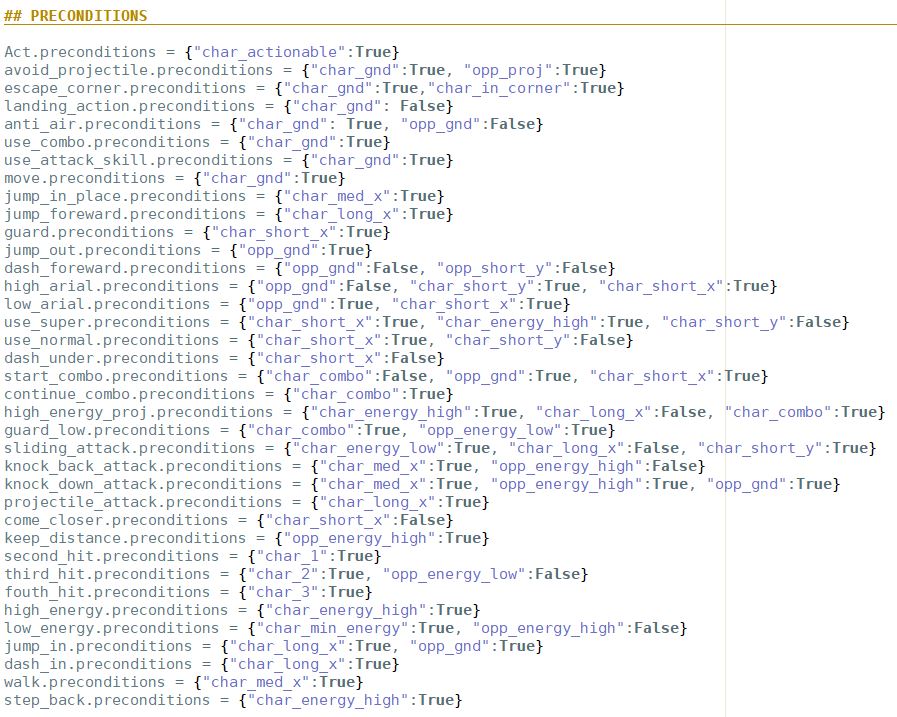 ## PRECONDITIONS
Act.preconditions = {"char_actionable":True}
avoid_projectile.preconditions = {"char_gnd":True, "opp_proj":True}
escape_corner.preconditions = {"char_gnd":True,"char_in_corner":True}
landing_action.preconditions = {"char_gnd": False}
anti_air.preconditions = {"char_gnd": True, "opp_gnd":False}
use_combo.preconditions = {"char_gnd":True}
use_attack_skill.preconditions = {"char_gnd":True}
move.preconditions = {"char_gnd":True}
jump_in_place.preconditions = {"char_med_x":True}
jump_foreward.preconditions = {"char_long_x":True}
guard.preconditions = {"char_short_x":True}
jump_out.preconditions = {"opp_gnd":True}
dash_foreward.preconditions = {"opp_gnd":False, "opp_short_y":False}
high_arial.preconditions = {"opp_gnd":False, "char_short_y":True, "char_short_x":True}
low_arial.preconditions = {"opp_gnd":True, "char_short_x":True}
use_super.preconditions = {"char_short_x":True, "char_energy_high":True, "char_short_y":False}
use_normal.preconditions = {"char_short_x":True, "char_short_y":False}
dash_under.preconditions = {"char_short_x":False}
start_combo.preconditions = {"char_combo":False, "opp_gnd":True, "char_short_x":True}
continue_combo.preconditions = {"char_combo":True}
high_energy_proj.preconditions = {"char_energy_high":True, "char_long_x":False, "char_combo":True}
guard_low.preconditions = {"char_combo":True, "opp_energy_low":True}
sliding_attack.preconditions = {"char_energy_low":True, "char_long_x":False, "char_short_y":True}
knock_back_attack.preconditions = {"char_med_x":True, "opp_energy_high":False}
knock_down_attack.preconditions = {"char_med_x":True, "opp_energy_high":True, "opp_gnd":True}
projectile_attack.preconditions = {"char_long_x":True}
come_closer.preconditions = {"char_short_x":False}
keep_distance.preconditions = {"opp_energy_high":True}
second_hit.preconditions = {"char_1":True}
third_hit.preconditions = {"char_2":True, "opp_energy_low":False}
fouth_hit.preconditions = {"char_3":True}
high_energy.preconditions = {"char_energy_high":True}
low_energy.preconditions = {"char_min_energy":True, "opp_energy_high":False}
jump_in.preconditions = {"char_long_x":True, "opp_gnd":True}
dash_in.preconditions = {"char_long_x":True}
walk.preconditions = {"char_med_x":True}
step_back.preconditions = {"char_energy_high":True}